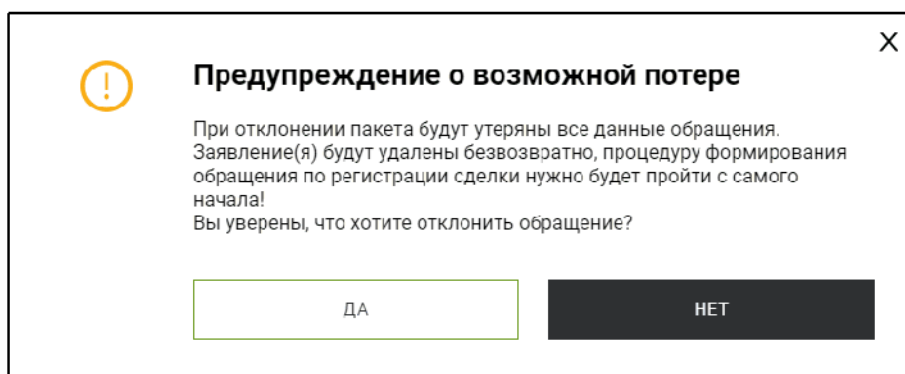 X
Предупреждение о возможной потере
При отклонении пакета будут утеряны все данные обращения.
Заявление(я) будут удалены безвозвратно, процедуру формирования
обращения по регистрации сделки нужно будет пройти с самого
начала!
Вы уверены, что хотите отклонить обращение?
ДА
НЕТ